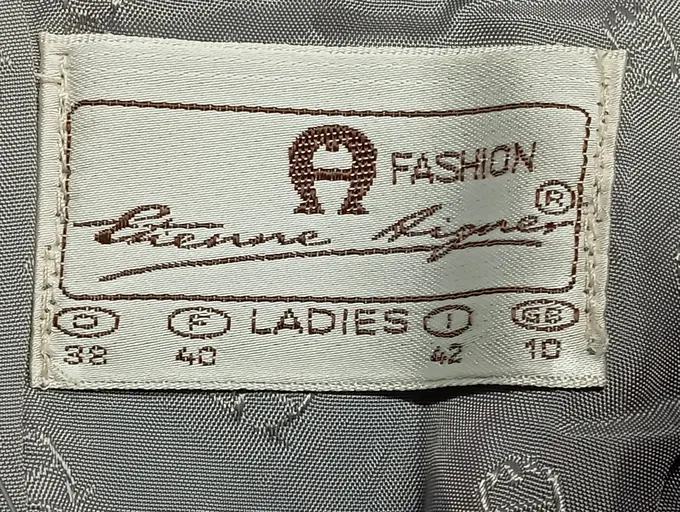 A FASHION
Etienne Aigner ®
D F LADIES I GB
38 40 42 10